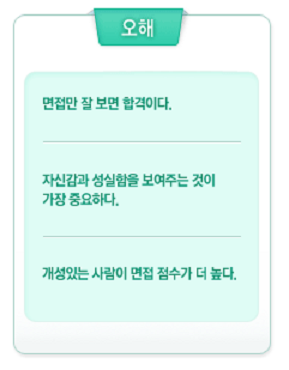 오해
면접만 잘 보면 합격이다.
자신감과 성실함을 보여주는 것이
가장 중요하다.
개성있는 사람이 면접 점수가 더 높다.